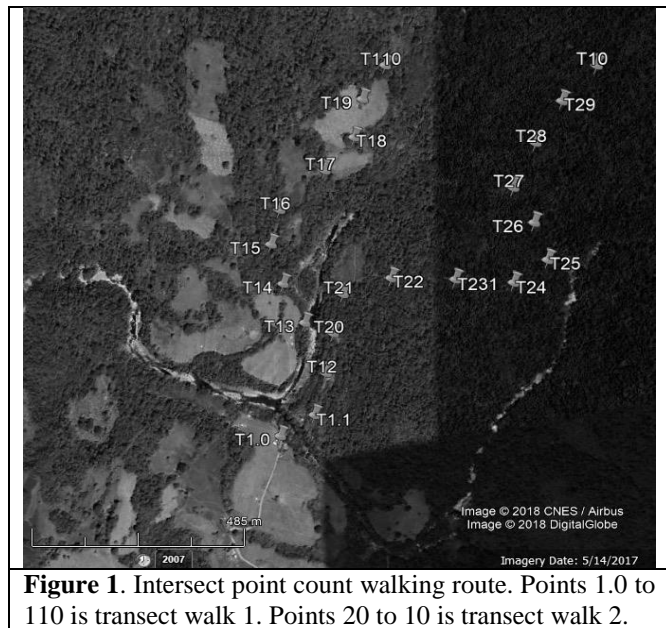 T110 T10
T19 T29
T18 T28
T17
T27
T16
T26
T15
T25
T14 T21 T22 T231 T24
T13 T20
T12
T1.1
T1.0
485 m
Image © 2018 CNES / Airbus
Image © 2018 DigitalGlobe
2007
Imagery Date: 5/14/2017
Figure 1. Intersect point count walking route. Points 1.0 to
110 is transect walk 1. Points 20 to 10 is transect walk 2.